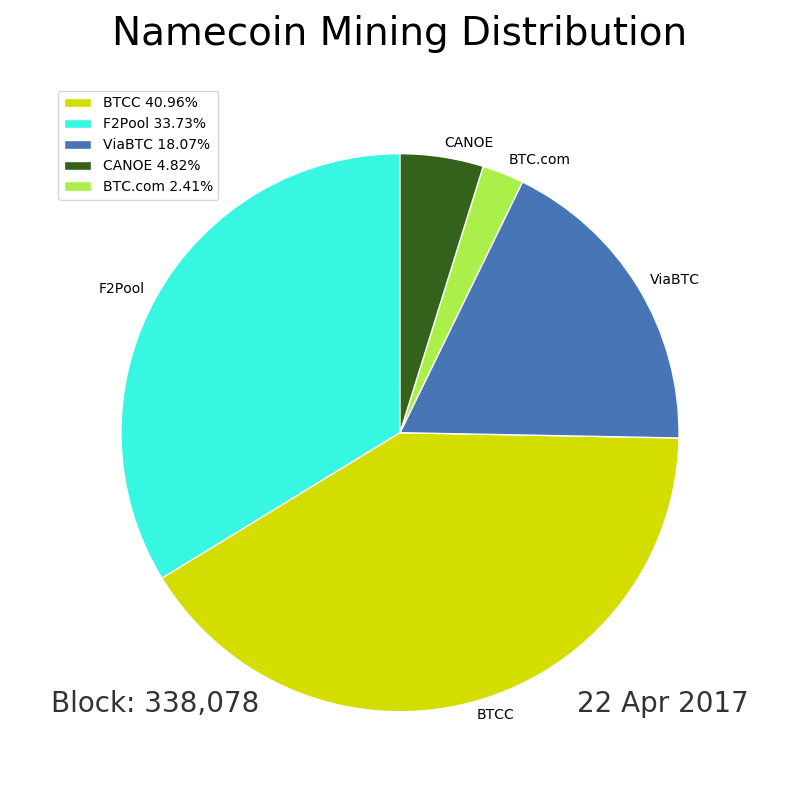 Namecoin Mining Distribution
BTCC 40.96%
F2Pool 33.73%
ViaBTC 18.07%
CANOE 4.82%
BTC.com 2.41%
CANOE
BTC.com
ViaBTC
F2Pool
BTCC
Block: 338,078
22 Apr 2017